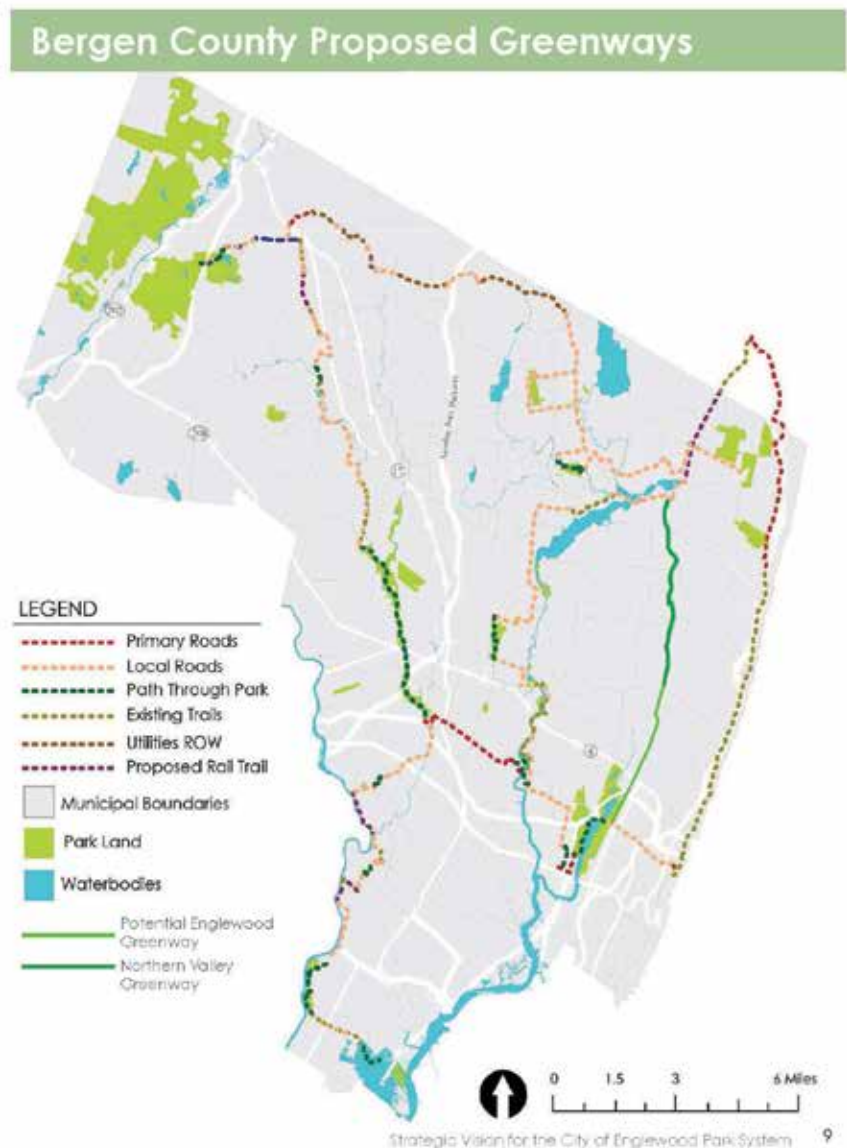 Bergen County Proposed Greenways
17
4
LEGEND
Primary Roads
Local Roads
Path Through Park
Existing Trails
Utilities ROW
Proposed Rail Trail
Municipal Boundaries
Park Land
Waterbodies
Potential Englewood
Greenway
Northern Valley
Greenway
0 1.5 3 6 Miles
Strategic Vision for the City of Englewood Park System 9